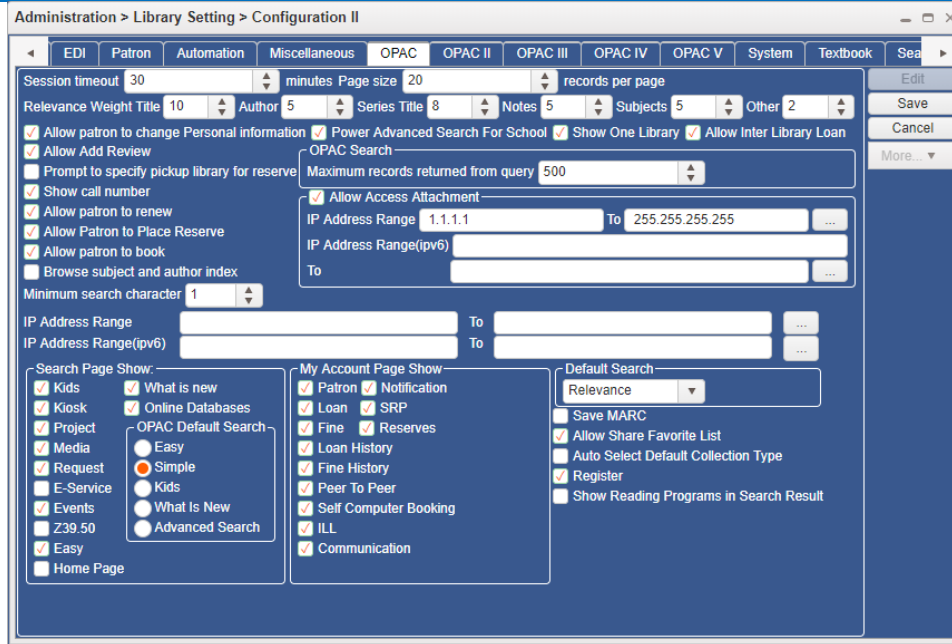 Administration > Library Setting > Configuration II
EDI Patron Automation Miscellaneous OPAC OPAC II OPAC III OPAC IV OPAC V System Textbook Sea
Edit
Save
Cancel
More...
Session timeout 30 minutes Page size 20 records per page
Relevance Weight Title 10 Author 5 Series Title 8 Notes 5 Subjects 5 Other 2
Allow patron to change Personal information Power Advanced Search For School Show One Library Allow Inter Library Loan
Allow Add Review
Prompt to specify pickup library for reserve
Show call number
Allow patron to renew
Allow Patron to Place Reserve
Allow patron to book
Browse subject and author index
Minimum search character 1
OPAC Search
Maximum records returned from query 500
Allow Access Attachment
IP Address Range 1.1.1.1 To 255.255.255.255 ...
IP Address Range(ipv6)
To ...
IP Address Range To ...
IP Address Range(ipv6) To ...
Search Page Show:
Kids
Kiosk
Project
Media
Request
E-Service
Events
Z39.50
Easy
Home Page
What is new
Online Databases
OPAC Default Search
Easy
Simple
Kids
What Is New
Advanced Search
My Account Page Show
Patron Notification
Loan SRP
Fine Reserves
Loan History
Fine History
Peer To Peer
Self Computer Booking
ILL
Communication
Default Search
Relevance
Save MARC
Allow Share Favorite List
Auto Select Default Collection Type
Register
Show Reading Programs in Search Result